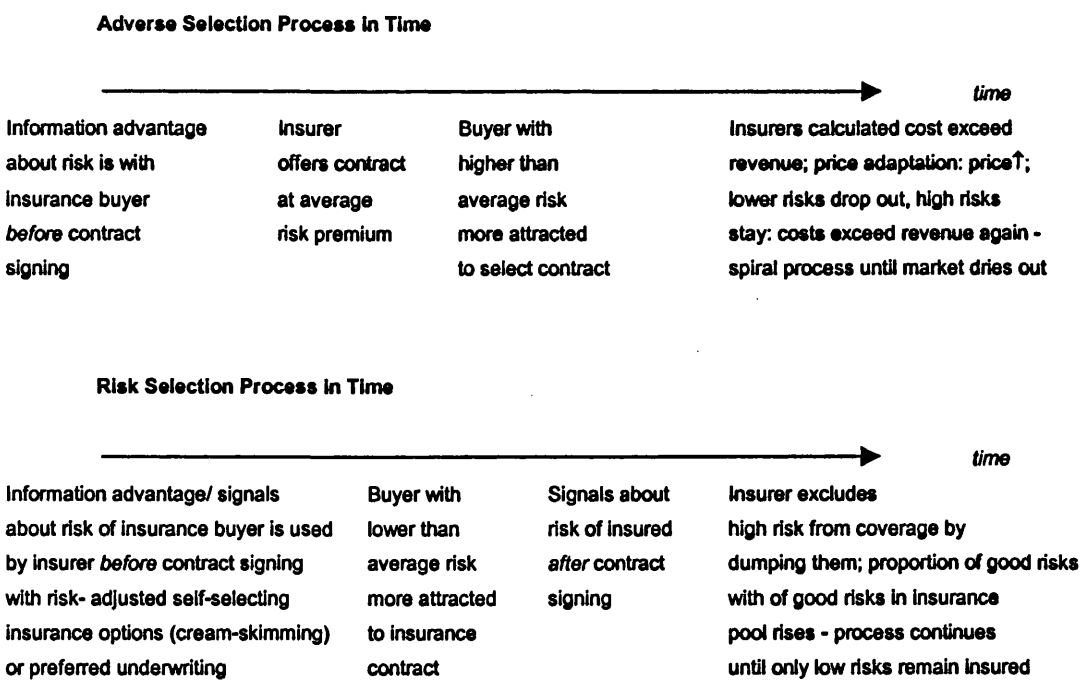 Adverse Selection Process in Time
time
Information advantage
about risk is with
insurance buyer
before contract
signing
Insurer
offers contract
at average
risk premium
Buyer with
higher than
average risk
more attracted
to select contract
Insurers calculated cost exceed
revenue; price adaptation: price↑;
lower risks drop out, high risks
stay: costs exceed revenue again -
spiral process until market dries out
Risk Selection Process in Time
time
Information advantage/ signals
about risk of insurance buyer is used
by insurer before contract signing
with risk- adjusted self-selecting
insurance options (cream-skimming)
or preferred underwriting
Buyer with
lower than
average risk
more attracted
to insurance
contract
Signals about
risk of insured
after contract
signing
Insurer excludes
high risk from coverage by
dumping them; proportion of good risks
with of good risks in insurance
pool rises - process continues
until only low risks remain insured